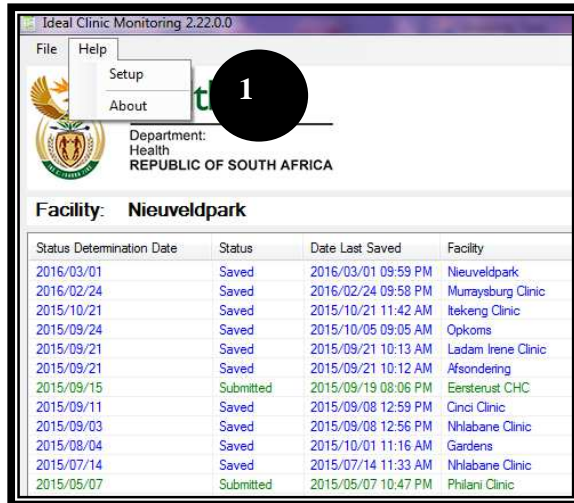 Ideal Clinic Monitoring 2.22.0.0
File Help
Setup
About
1
Department:
Health
REPUBLIC OF SOUTH AFRICA
Facility: Nieuveldpark
Status Determination Date Status Date Last Saved Facility
2016/03/01 Saved 2016/03/01 09:59 PM Nieuveldpark
2016/02/24 Saved 2016/02/24 09:58 PM Murraysburg Clinic
2015/10/21 Saved 2015/10/21 11:42 AM Itekeng Clinic
2015/09/24 Saved 2015/10/05 09:05 AM Opkoms
2015/09/21 Saved 2015/09/21 10:13 AM Ladam Irene Clinic
2015/09/21 Saved 2015/09/21 10:12 AM Afsondering
2015/09/15 Submitted 2015/09/19 08:06 PM Eersterust CHC
2015/09/11 Saved 2015/09/08 12:59 PM Cinci Clinic
2015/09/03 Saved 2015/09/08 12:56 PM Nhlabane Clinic
2015/08/04 Saved 2015/10/01 11:16 AM Gardens
2015/07/14 Saved 2015/07/14 11:33 AM Nhlabane Clinic
2015/05/07 Submitted 2015/05/07 10:47 PM Philani Clinic